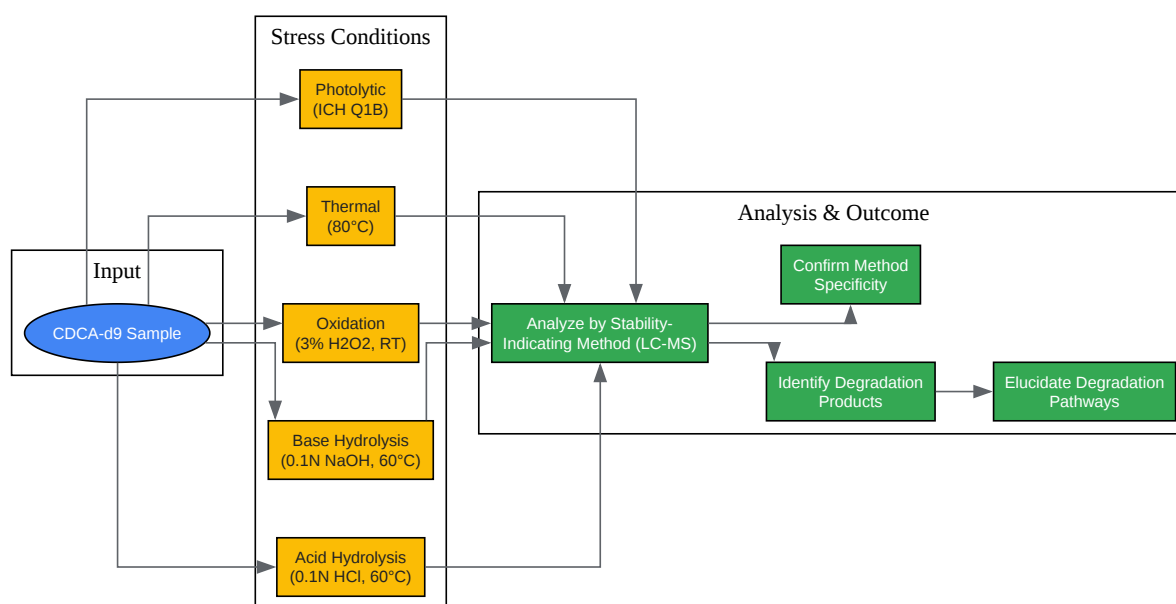 Stress Conditions
Photolytic
(ICH Q1B)
Thermal
(80°C)
Analysis & Outcome
Input
Confirm Method
Specificity
CDCA-d9 Sample
Oxidation
(3% H2O2, RT)
Analyze by Stability-
Indicating Method (LC-MS)
Identify Degradation
Products
Elucidate Degradation
Pathways
Base Hydrolysis
(0.1N NaOH, 60°C)
Acid Hydrolysis
(0.1N HCl, 60°C)